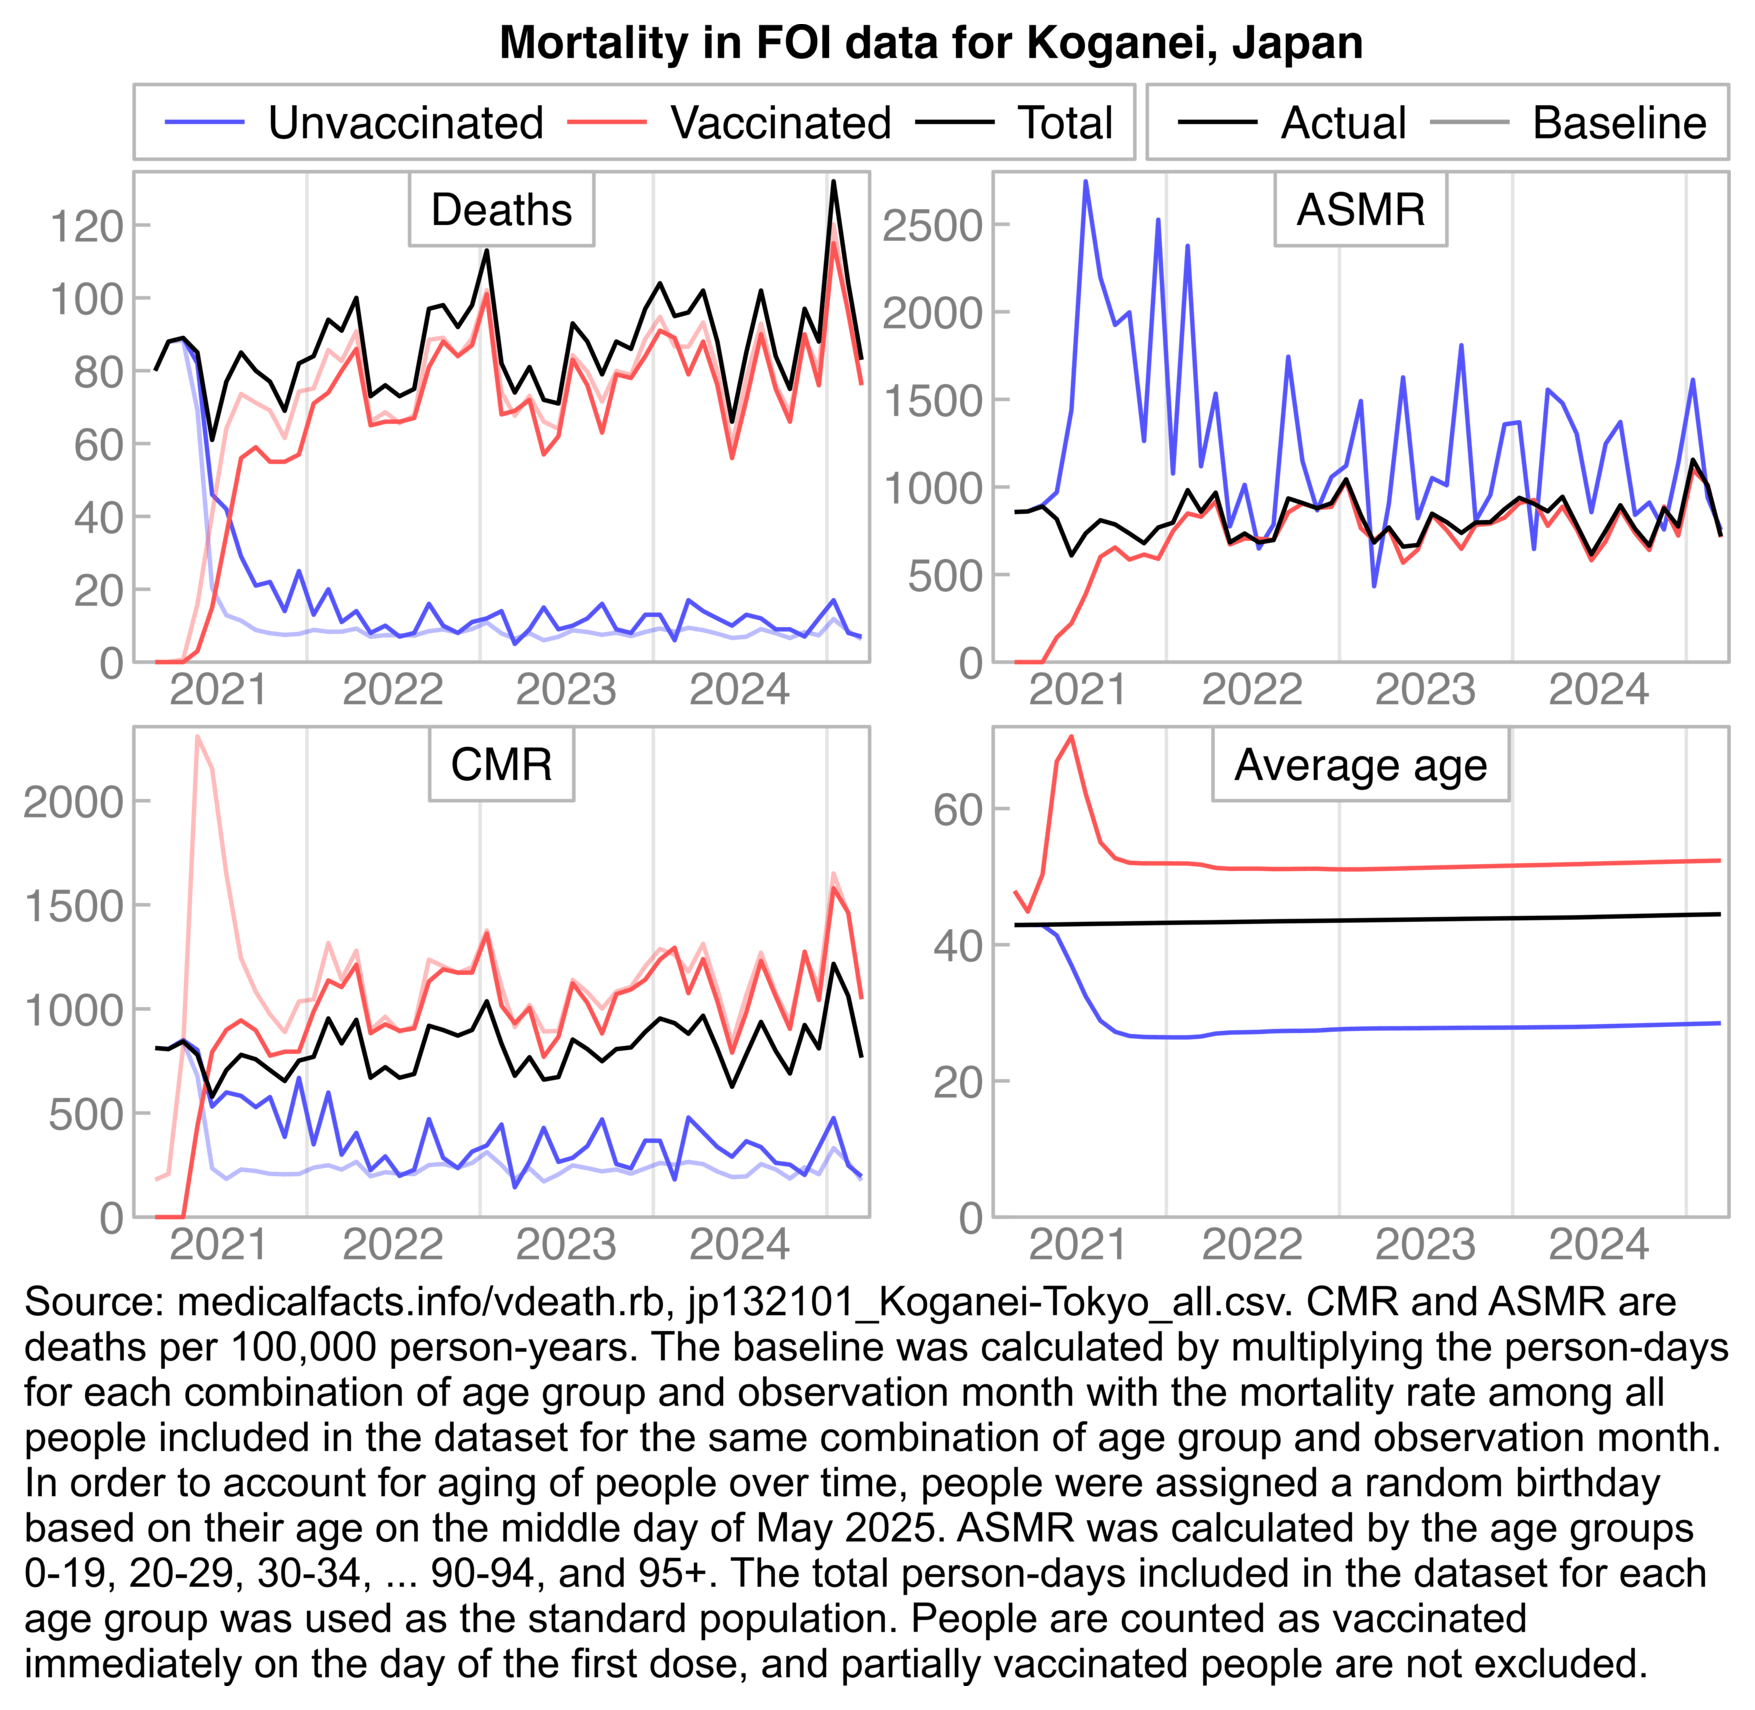 Mortality in FOI data for Koganei, Japan
Unvaccinated Vaccinated Total Actual Baseline
Deaths
120
100
80
60
40
20
0
2021 2022 2023 2024
ASMR
2500
2000
1500
1000
500
0
2021 2022 2023 2024
CMR
2000
1500
1000
500
0
2021 2022 2023 2024
Average age
60
40
20
0
2021 2022 2023 2024
Source: medicalfacts.info/vdeath.rb, jp132101_Koganei-Tokyo_all.csv. CMR and ASMR are
deaths per 100,000 person-years. The baseline was calculated by multiplying the person-days
for each combination of age group and observation month with the mortality rate among all
people included in the dataset for the same combination of age group and observation month.
In order to account for aging of people over time, people were assigned a random birthday
based on their age on the middle day of May 2025. ASMR was calculated by the age groups
0-19, 20-29, 30-34, ... 90-94, and 95+. The total person-days included in the dataset for each
age group was used as the standard population. People are counted as vaccinated
immediately on the day of the first dose, and partially vaccinated people are not excluded.